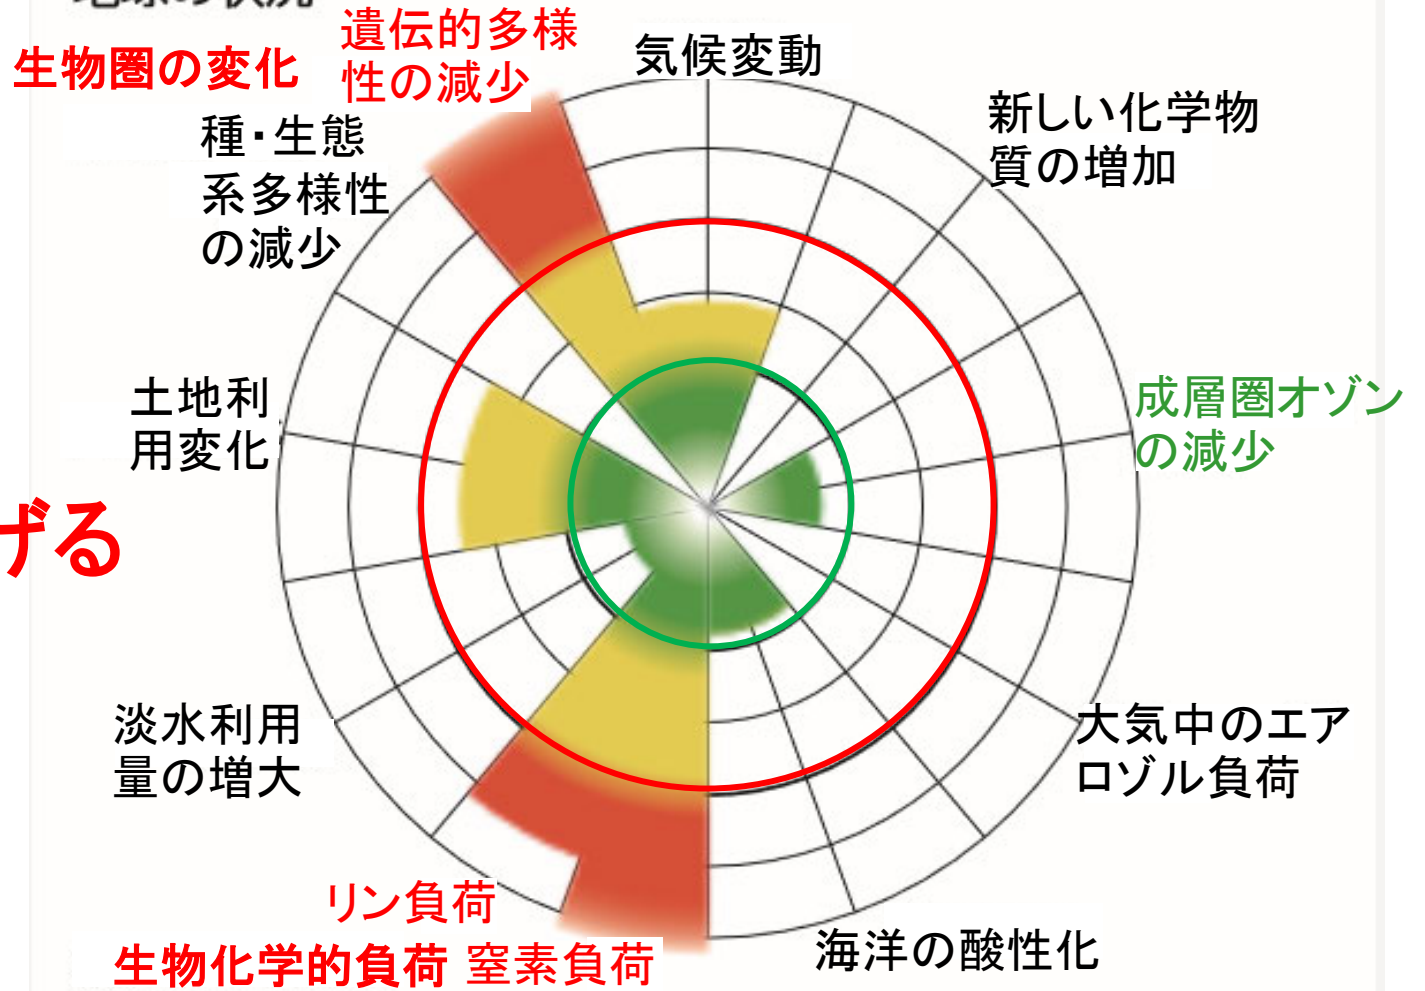 生物圏の変化
遺伝的多様
性の減少
気候変動
新しい化学物
質の増加
種・生態
系多様性
の減少
土地利
用変化
成層圏オゾン
の減少
げる
淡水利用
量の増大
大気中のエア
ロゾル負荷
リン負荷
生物化学的負荷 窒素負荷
海洋の酸性化